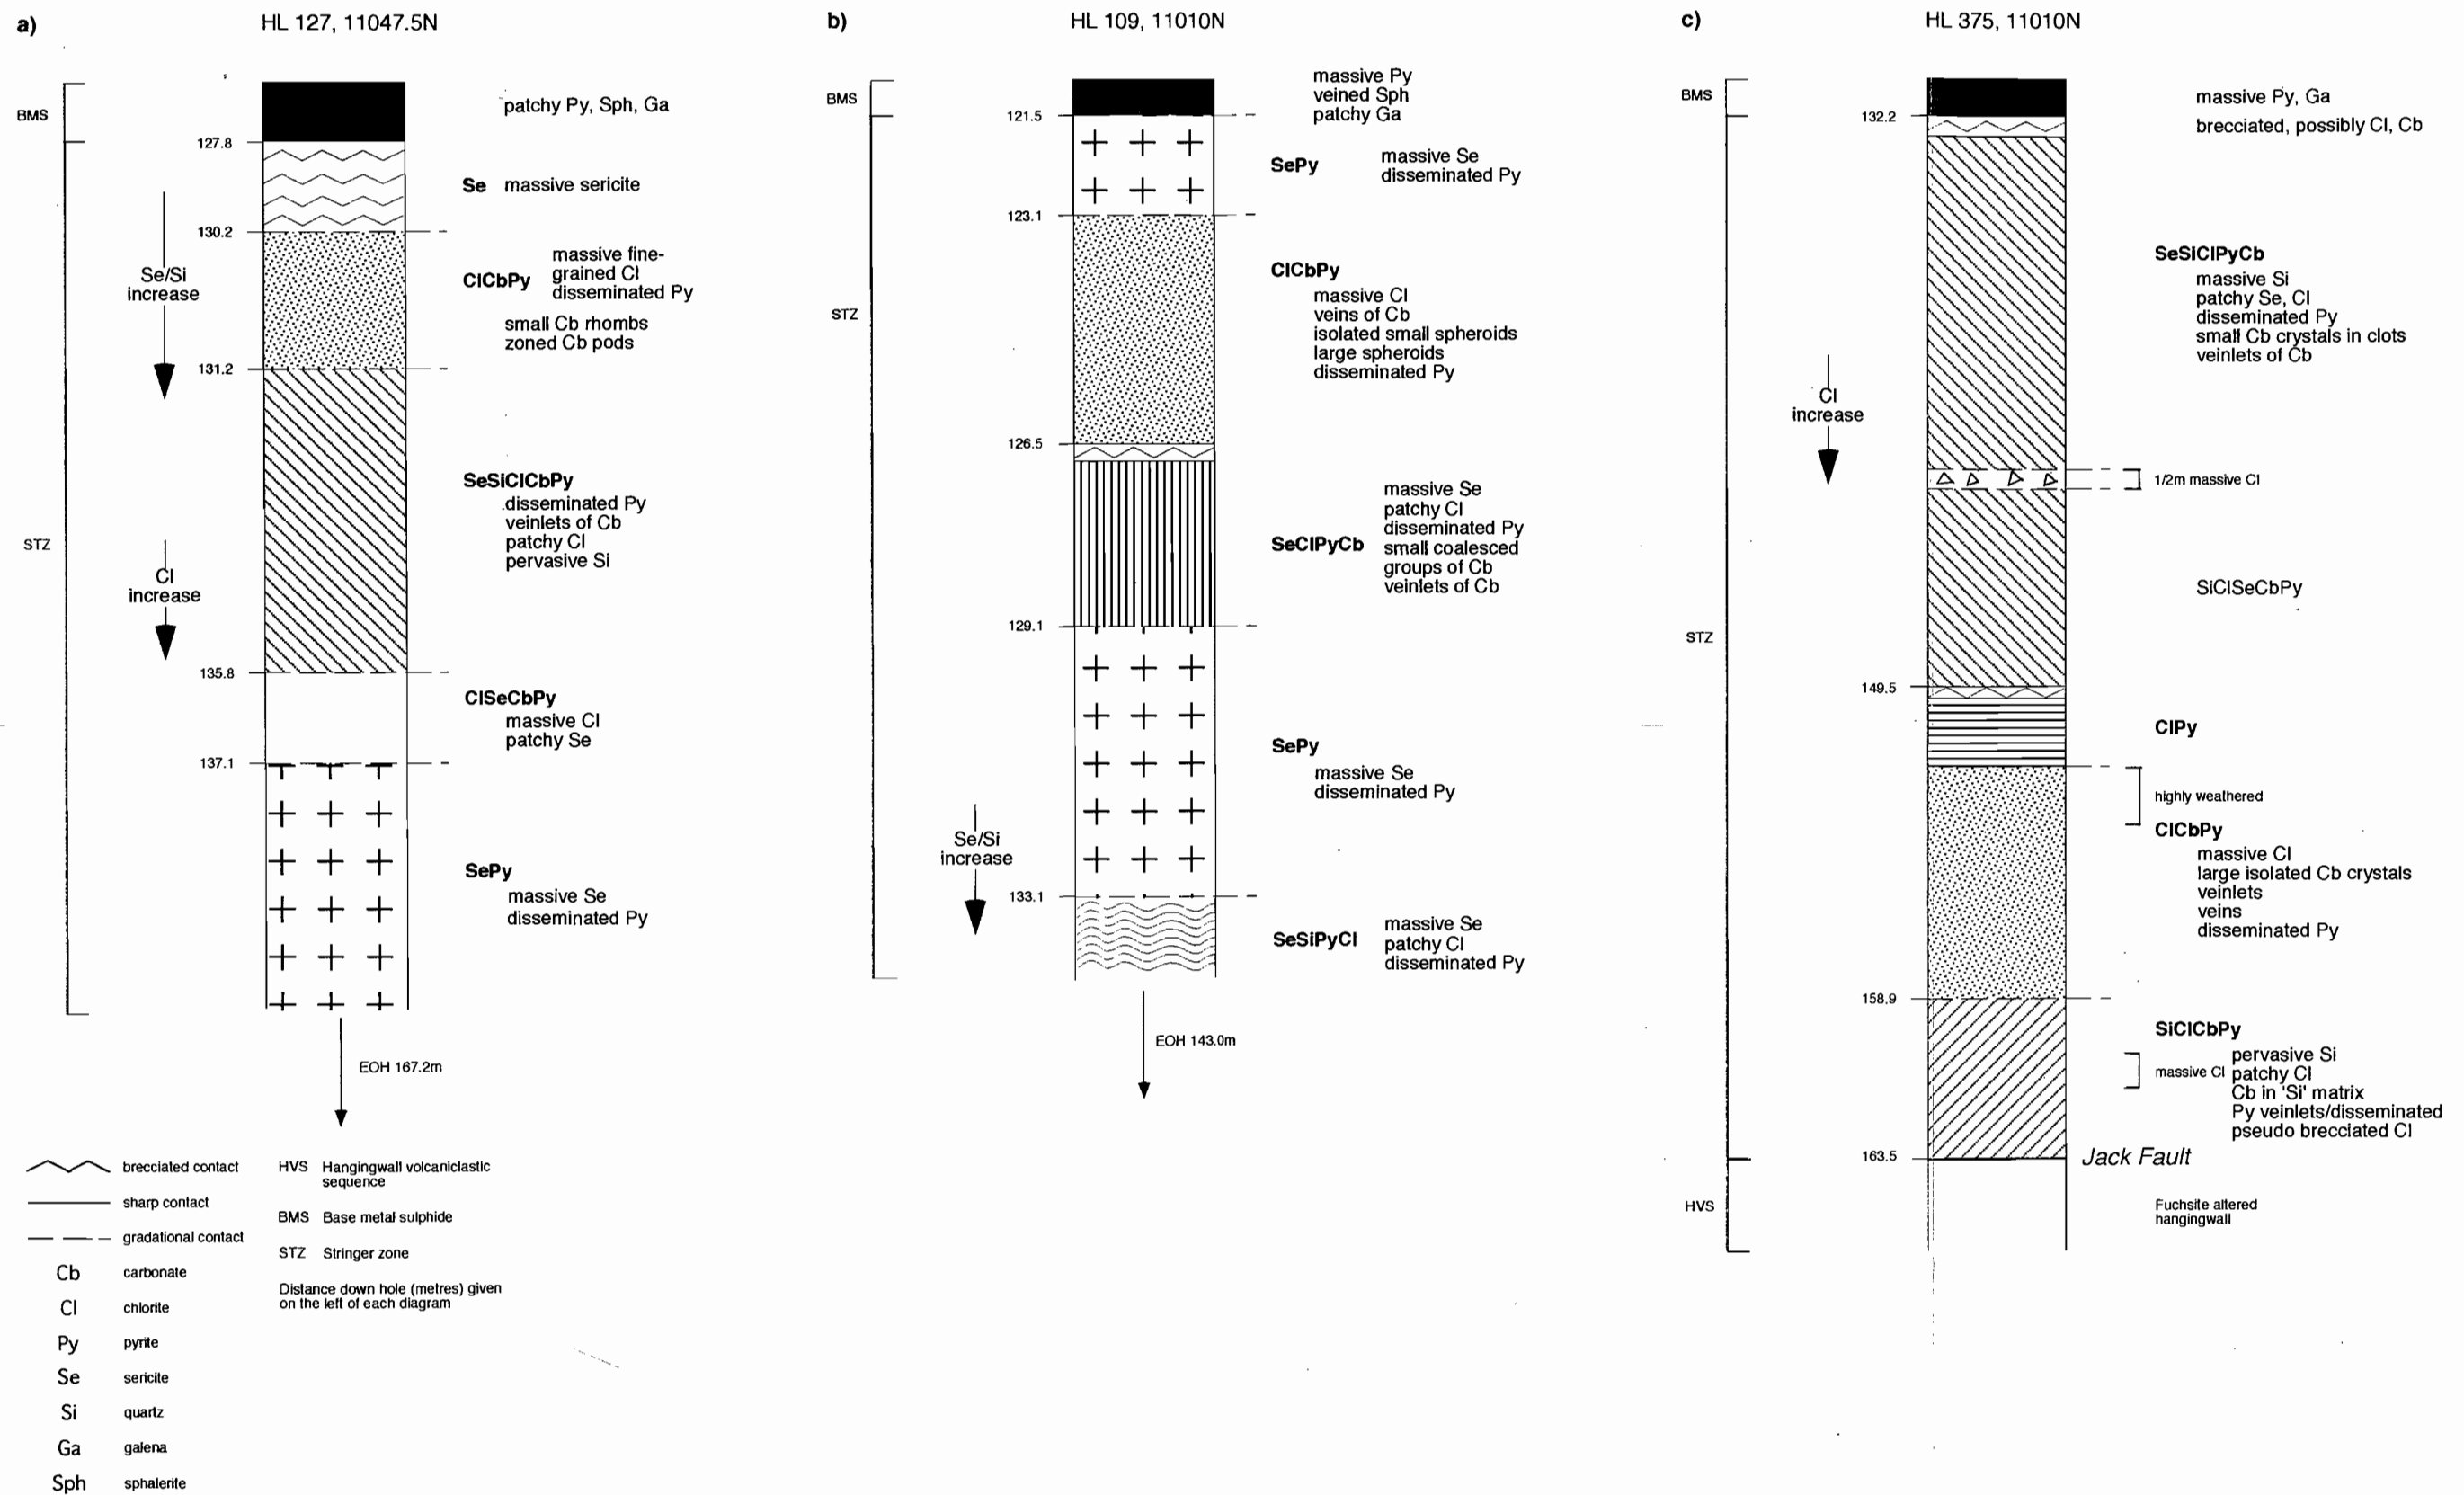 a)
HL 127, 11047.5N
BMS
patchy Py, Sph, Ga
127.8
Se massive sericite
130.2
Se/Si
increase
ClCbPy
massive fine-
grained Cl
disseminated Py
small Cb rhombs
zoned Cb pods
131.2
SeSiClCbPy
disseminated Py
veinlets of Cb
patchy Cl
pervasive Si
STZ
Cl
increase
135.8
ClSeCbPy
massive Cl
patchy Se
137.1
SePy
massive Se
disseminated Py
EOH 167.2m
b)
HL 109, 11010N
BMS
massive Py
veined Sph
patchy Ga
121.5
SePy
massive Se
disseminated Py
123.1
ClCbPy
massive Cl
veins of Cb
isolated small spheroids
large spheroids
disseminated Py
STZ
126.5
SeClPyCb
massive Se
patchy Cl
disseminated Py
small coalesced
groups of Cb
veinlets of Cb
129.1
SePy
massive Se
disseminated Py
Se/Si
increase
133.1
SeSiPyCl
massive Se
patchy Cl
disseminated Py
EOH 143.0m
c)
HL 375, 11010N
BMS
massive Py, Ga
132.2
brecciated, possibly Cl, Cb
SeSiClPyCb
massive Si
patchy Se, Cl
disseminated Py
small Cb crystals in clots
veinlets of Cb
Cl
increase
1/2m massive Cl
SiClSeCbPy
STZ
149.5
ClPy
highly weathered
ClCbPy
massive Cl
large isolated Cb crystals
veinlets
veins
disseminated Py
158.9
SiClCbPy
massive Cl
pervasive Si
patchy Cl
Cb in 'Si' matrix
Py veinlets/disseminated
pseudo brecciated Cl
163.5
Jack Fault
HVS
Fuchsite altered
hangingwall
brecciated contact
sharp contact
gradational contact
Cb carbonate
Cl chlorite
Py pyrite
Se sericite
Si quartz
Ga galena
Sph sphalerite
HVS Hangingwall volcaniclastic
sequence
BMS Base metal sulphide
STZ Stringer zone
Distance down hole (metres) given
on the left of each diagram